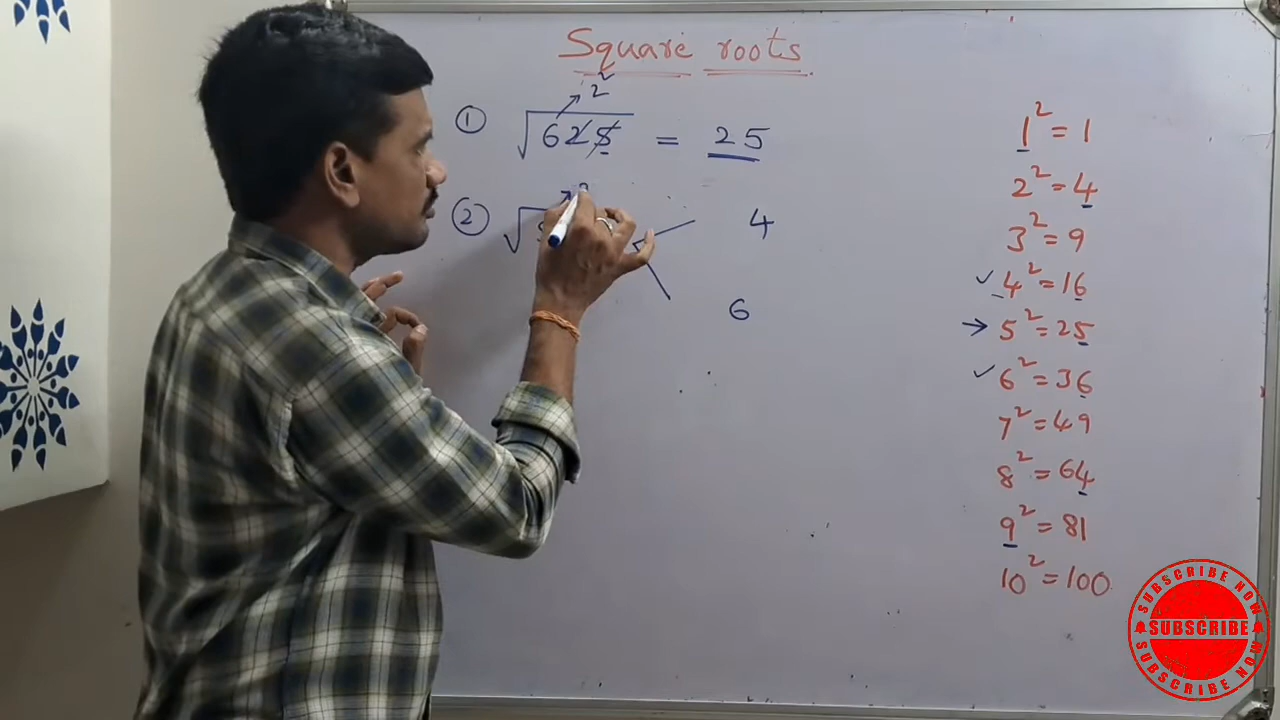 Square roots
2
① √625 = 25
② √
4
6
1² = 1
2² = 4
3² = 9
✓ 4² = 16
→ 5² = 25
✓ 6² = 36
7² = 49
8² = 64
9² = 81
10² = 100
SUBSCRIBE NOW
SUBSCRIBE
SUBSCRIBE NOW